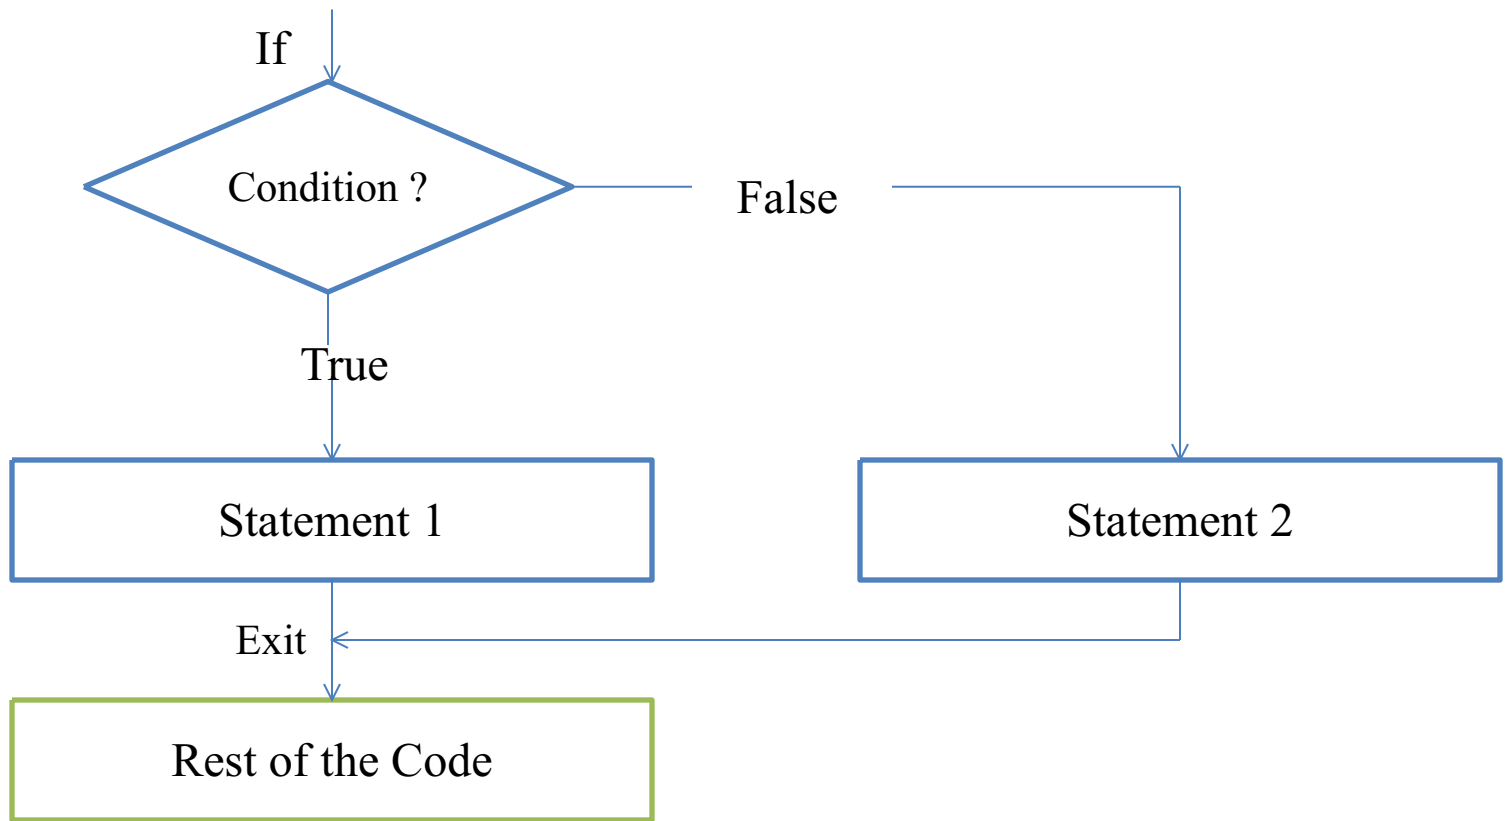 If
Condition ?
False
True
Statement 1
Statement 2
Exit
Rest of the Code